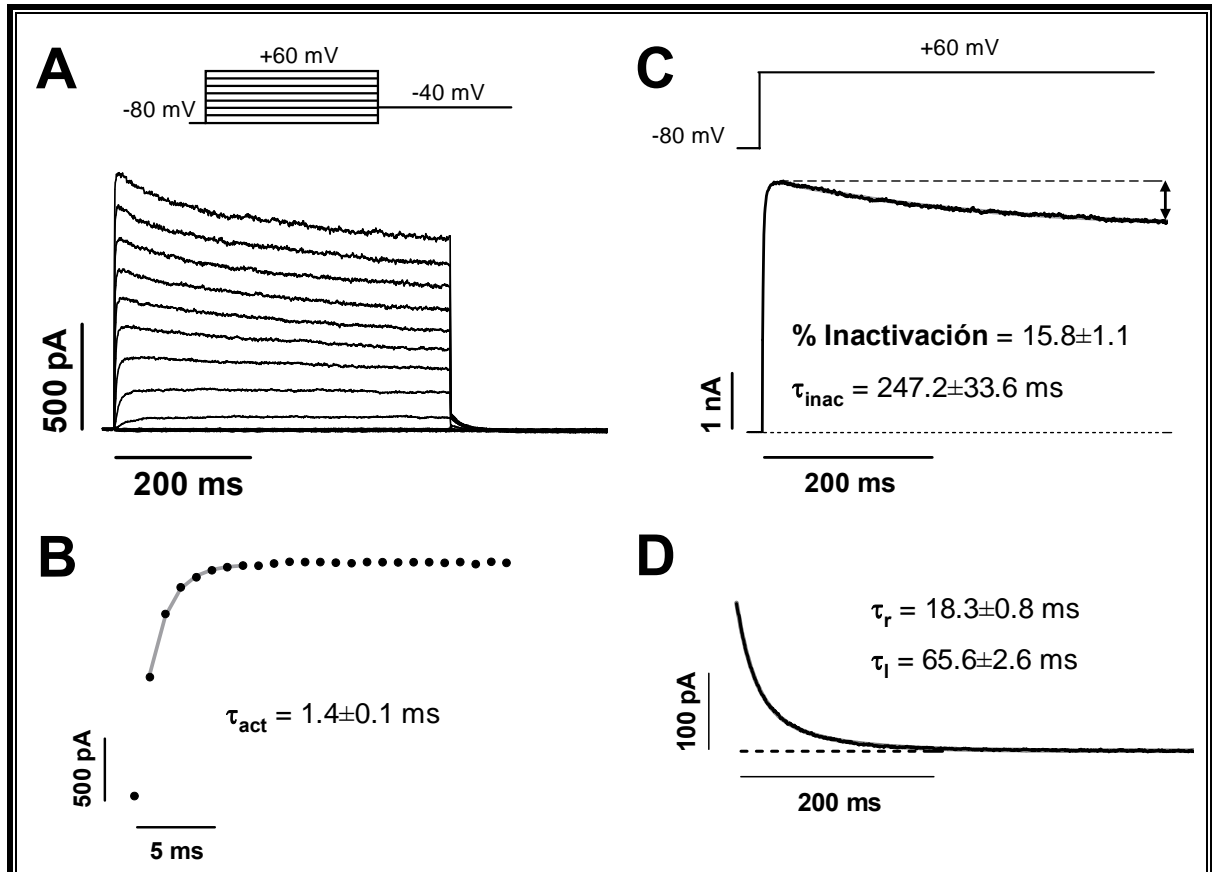 A
+60 mV
-80 mV
-40 mV
500 pA
200 ms
B
τact = 1.4±0.1 ms
500 pA
5 ms
C
+60 mV
-80 mV
% Inactivación = 15.8±1.1
τinac = 247.2±33.6 ms
1 nA
200 ms
D
τr = 18.3±0.8 ms
τl = 65.6±2.6 ms
100 pA
200 ms